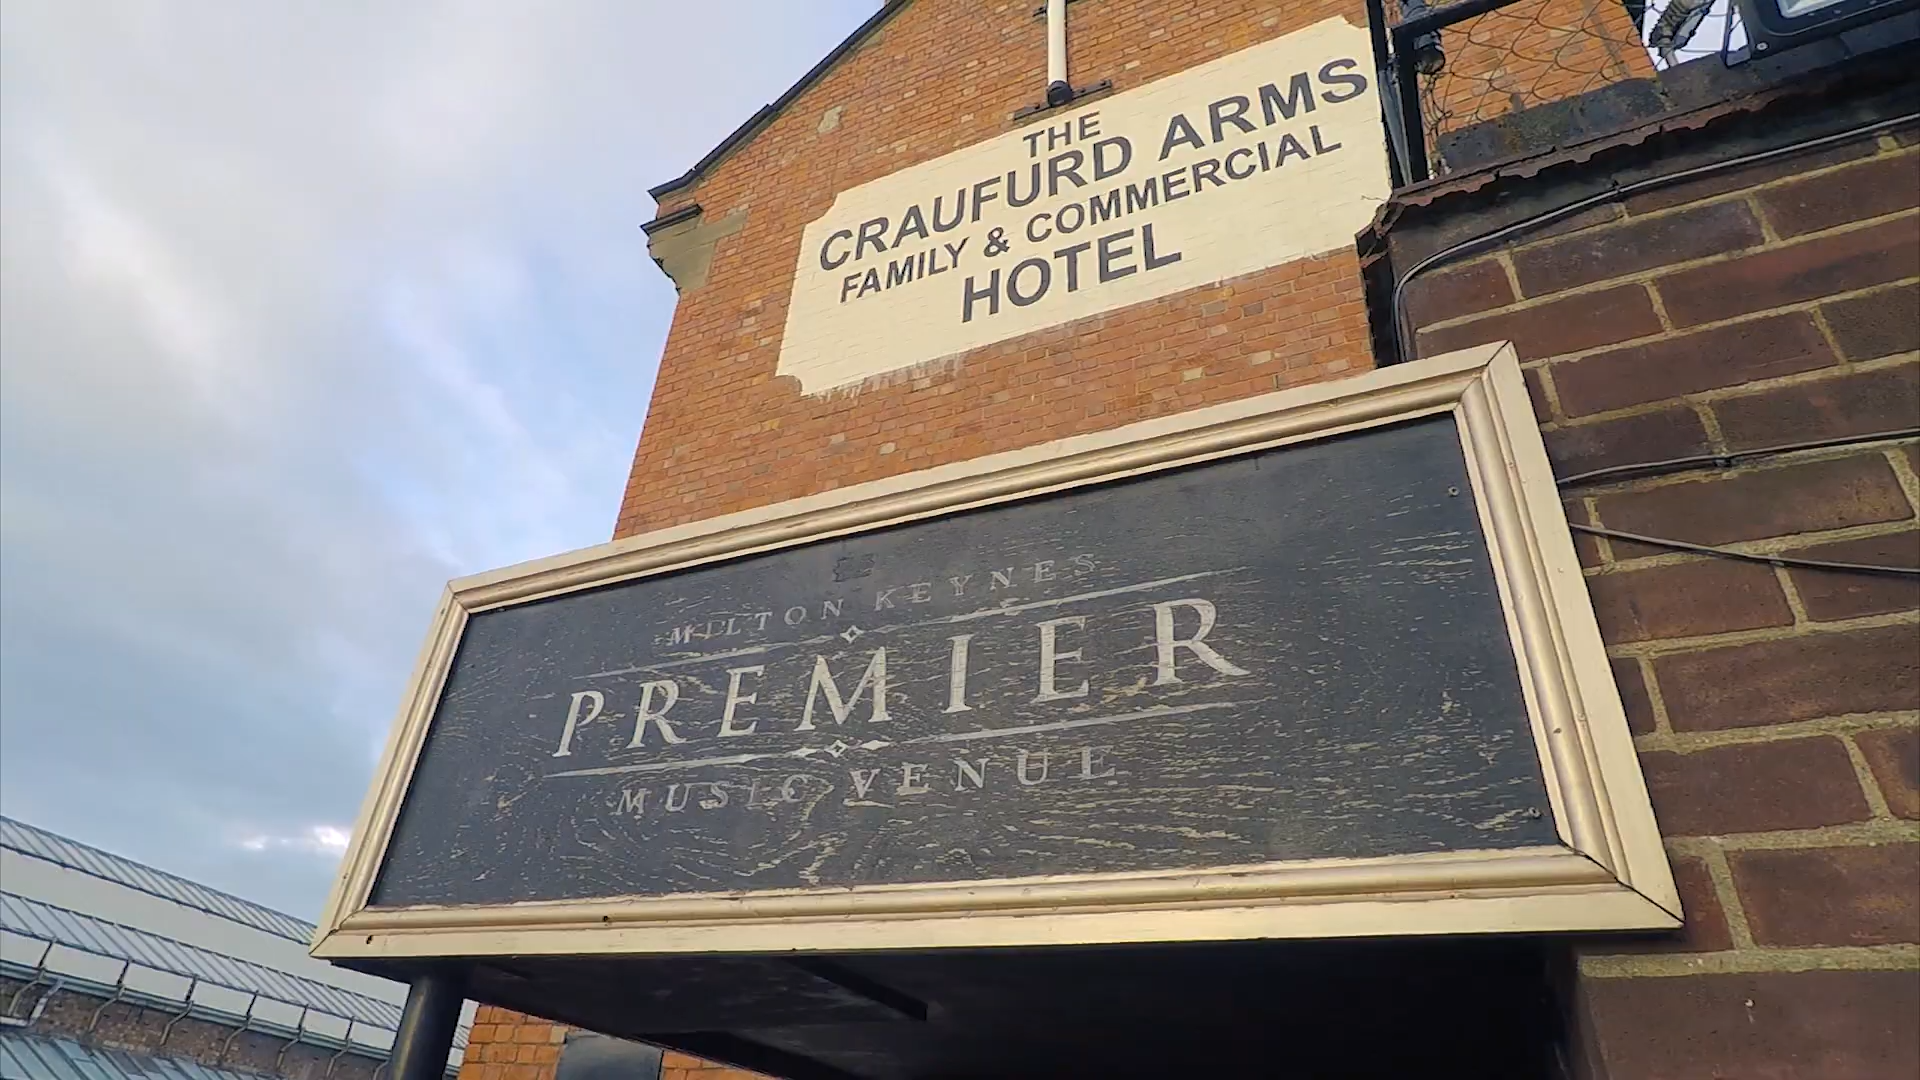 THE
CRAUFURD ARMS
FAMILY & COMMERCIAL
HOTEL
MILTON KEYNES
PREMIER
MUSIC VENUE